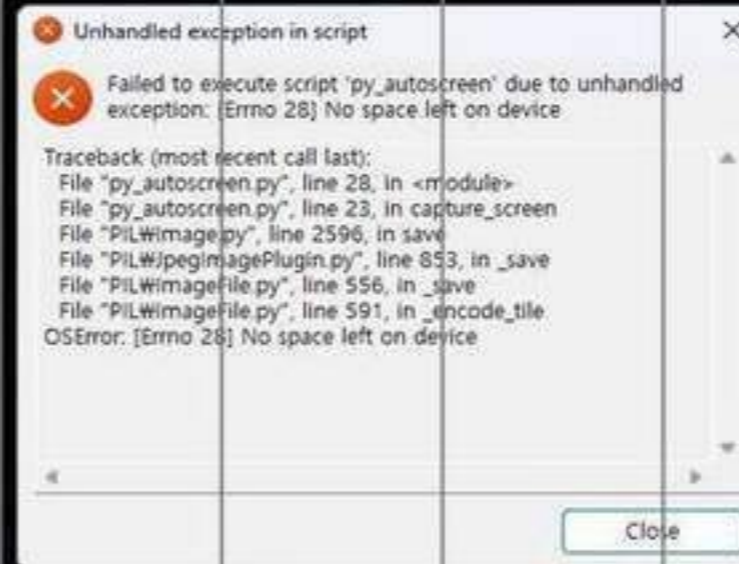 Unhandled exception in script
Failed to execute script 'py_autoscreen' due to unhandled
exception: [Errno 28] No space left on device
Traceback (most recent call last):
File "py_autoscreen.py", line 28, in <module>
File "py_autoscreen.py", line 23, in capture_screen
File "PIL₩Image.py", line 2596, in save
File "PIL₩JpegImagePlugin.py", line 853, in _save
File "PIL₩ImageFile.py", line 556, in _save
File "PIL₩ImageFile.py", line 591, in _encode_tile
OSError: [Errno 28] No space left on device
Close